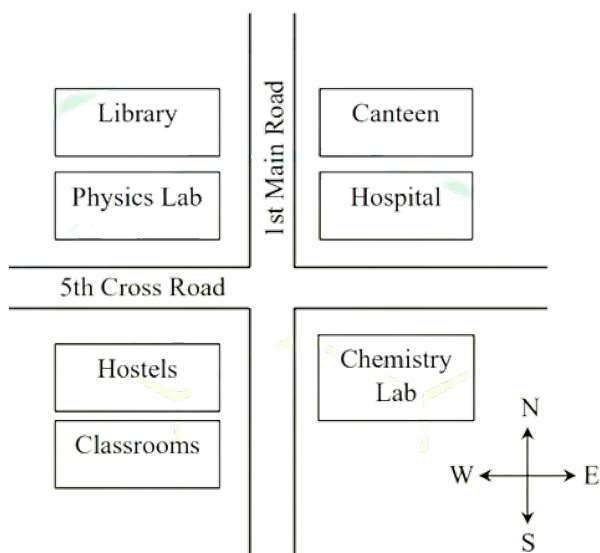 Library
Canteen
1st Main Road
Physics Lab
Hospital
5th Cross Road
Hostels
Chemistry
Lab
Classrooms
N
W
E
S